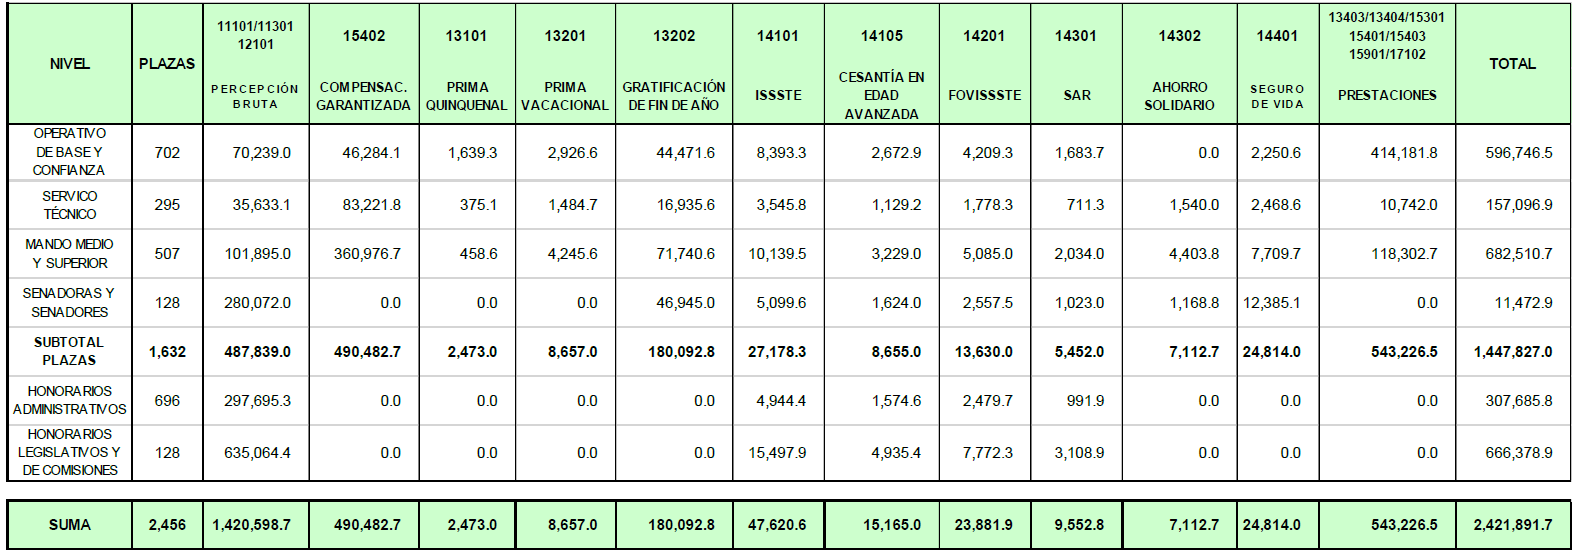 NIVEL PLAZAS 11101/11301 12101 PERCEPCIÓN BRUTA 15402 COMPENSAC. GARANTIZADA 13101 PRIMA QUINQUENAL 13201 PRIMA VACACIONAL 13202 GRATIFICACIÓN DE FIN DE AÑO 14101 ISSSTE 14105 CESANTÍA EN EDAD AVANZADA 14201 FOVISSSTE 14301 SAR 14302 AHORRO SOLIDARIO 14401 SEGURO DE VIDA 13403/13404/15301 15401/15403 15901/17102 PRESTACIONES TOTAL
OPERATIVO DE BASE Y CONFIANZA 702 70,239.0 46,284.1 1,639.3 2,926.6 44,471.6 8,393.3 2,672.9 4,209.3 1,683.7 0.0 2,250.6 414,181.8 596,746.5
SERVICO TÉCNICO 295 35,633.1 83,221.8 375.1 1,484.7 16,935.6 3,545.8 1,129.2 1,778.3 711.3 1,540.0 2,468.6 10,742.0 157,096.9
MANDO MEDIO Y SUPERIOR 507 101,895.0 360,976.7 458.6 4,245.6 71,740.6 10,139.5 3,229.0 5,085.0 2,034.0 4,403.8 7,709.7 118,302.7 682,510.7
SENADORAS Y SENADORES 128 280,072.0 0.0 0.0 0.0 46,945.0 5,099.6 1,624.0 2,557.5 1,023.0 1,168.8 12,385.1 0.0 11,472.9
SUBTOTAL PLAZAS 1,632 487,839.0 490,482.7 2,473.0 8,657.0 180,092.8 27,178.3 8,655.0 13,630.0 5,452.0 7,112.7 24,814.0 543,226.5 1,447,827.0
HONORARIOS ADMINISTRATIVOS 696 297,695.3 0.0 0.0 0.0 0.0 4,944.4 1,574.6 2,479.7 991.9 0.0 0.0 0.0 307,685.8
HONORARIOS LEGISLATIVOS Y DE COMISIONES 128 635,064.4 0.0 0.0 0.0 0.0 15,497.9 4,935.4 7,772.3 3,108.9 0.0 0.0 0.0 666,378.9
SUMA 2,456 1,420,598.7 490,482.7 2,473.0 8,657.0 180,092.8 47,620.6 15,165.0 23,881.9 9,552.8 7,112.7 24,814.0 543,226.5 2,421,891.7